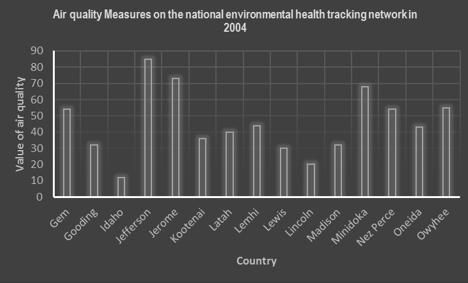 Air quality Measures on the national environmental health tracking network in
2004
Value of air quality
90
80
70
60
50
40
30
20
10
0
Gem
Gooding
Idaho
Jefferson
Jerome
Kootenai
Latah
Lemhi
Lewis
Lincoln
Madison
Minidoka
Nez Perce
Oneida
Owyhee
Country